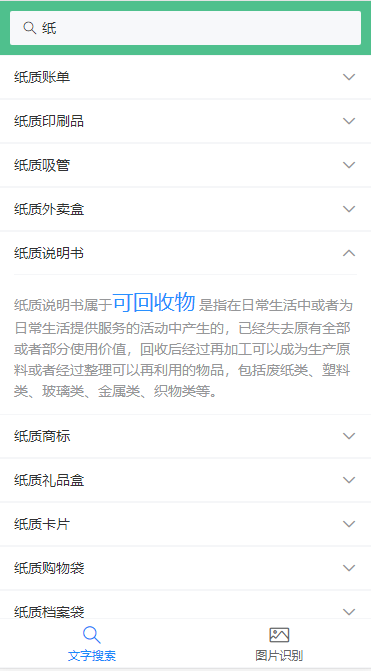 纸
纸质账单
纸质印刷品
纸质吸管
纸质外卖盒
纸质说明书
纸质说明书属于可回收物 是指在日常生活中或者为
日常生活提供服务的活动中产生的，已经失去原有全部
或者部分使用价值，回收后经过再加工可以成为生产原
料或者经过整理可以再利用的物品，包括废纸类、塑料
类、玻璃类、金属类、织物类等。
纸质商标
纸质礼品盒
纸质卡片
纸质购物袋
纸质档案袋
文字搜索
图片识别